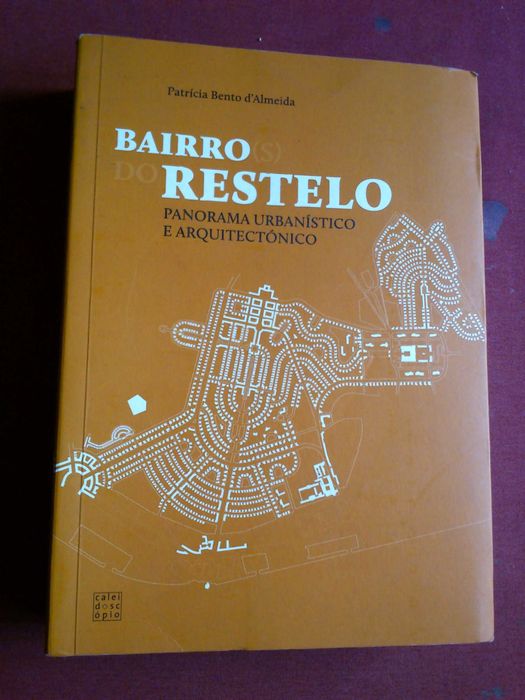 Patrícia Bento d'Almeida
BAIRRO(S)
DO RESTELO
PANORAMA URBANÍSTICO
E ARQUITECTÓNICO
calei
dosc
ópio